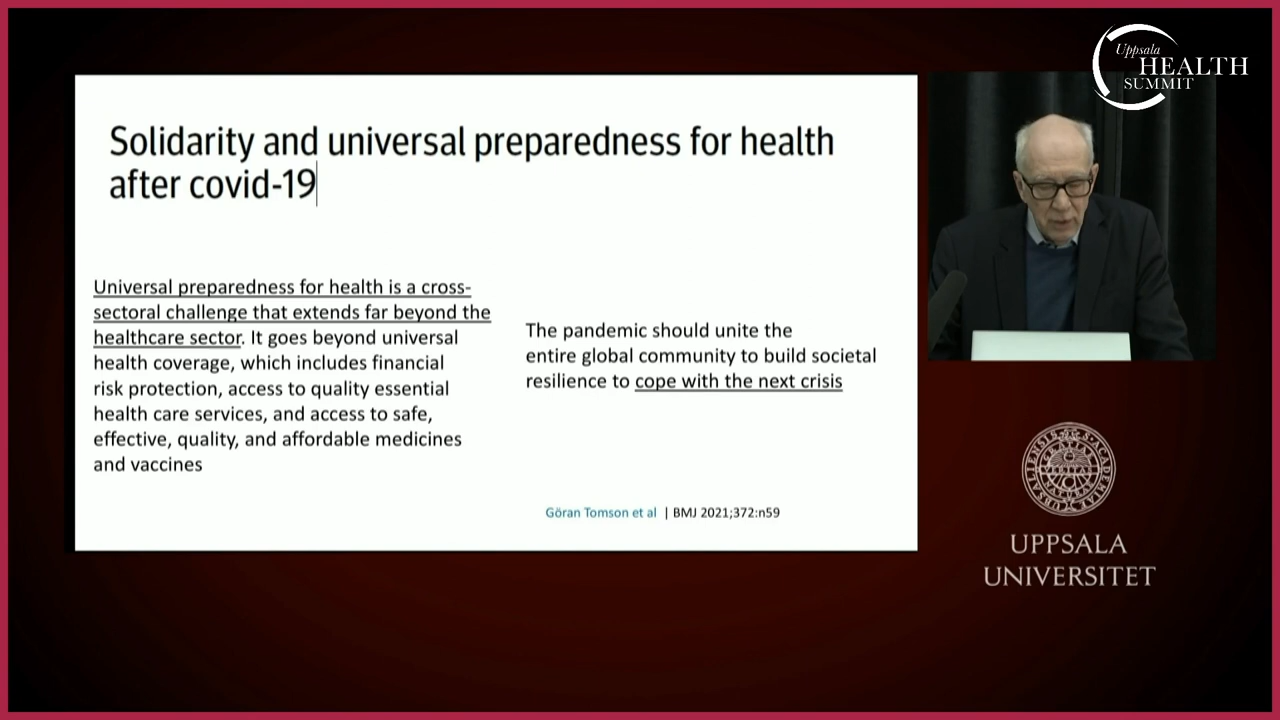 Uppsala
HEALTH
SUMMIT
Solidarity and universal preparedness for health
after covid-19
Universal preparedness for health is a cross-
sectoral challenge that extends far beyond the
healthcare sector. It goes beyond universal
health coverage, which includes financial
risk protection, access to quality essential
health care services, and access to safe,
effective, quality, and affordable medicines
and vaccines
The pandemic should unite the
entire global community to build societal
resilience to cope with the next crisis
Göran Tomson et al | BMJ 2021;372:n59
UPPSALA
UNIVERSITET